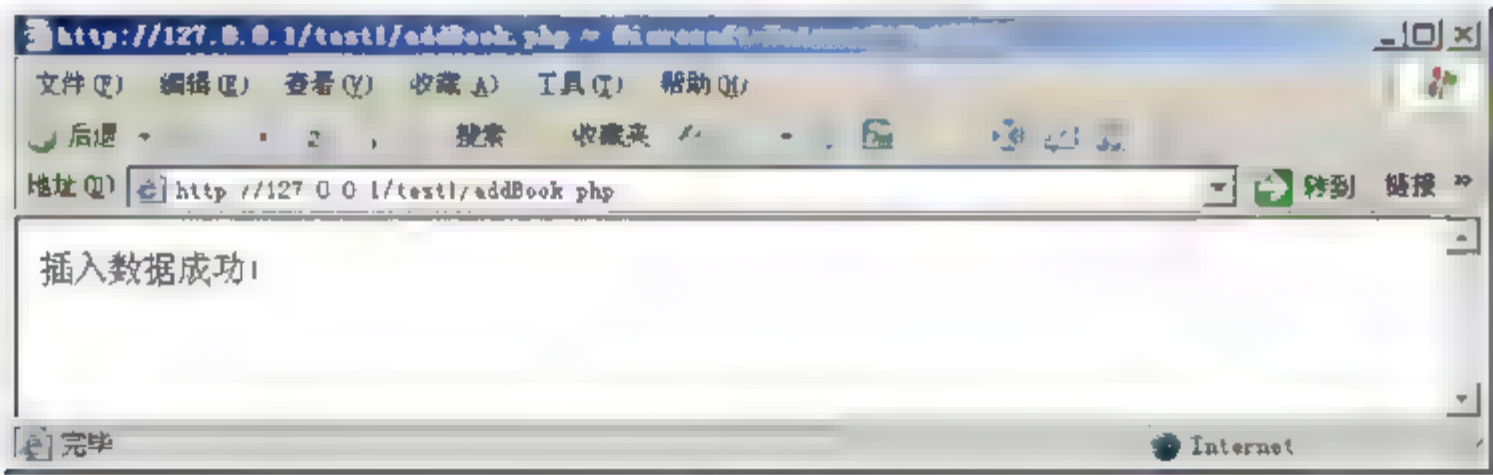 http://127.0.0.1/test1/addBook.php
文件(F) 编辑(E) 查看(V) 收藏(A) 工具(T) 帮助(H)
后退 搜索 收藏夹
地址(D) http://127.0.0.1/test1/addBook.php 转到 链接 »
插入数据成功!
完毕 Internet